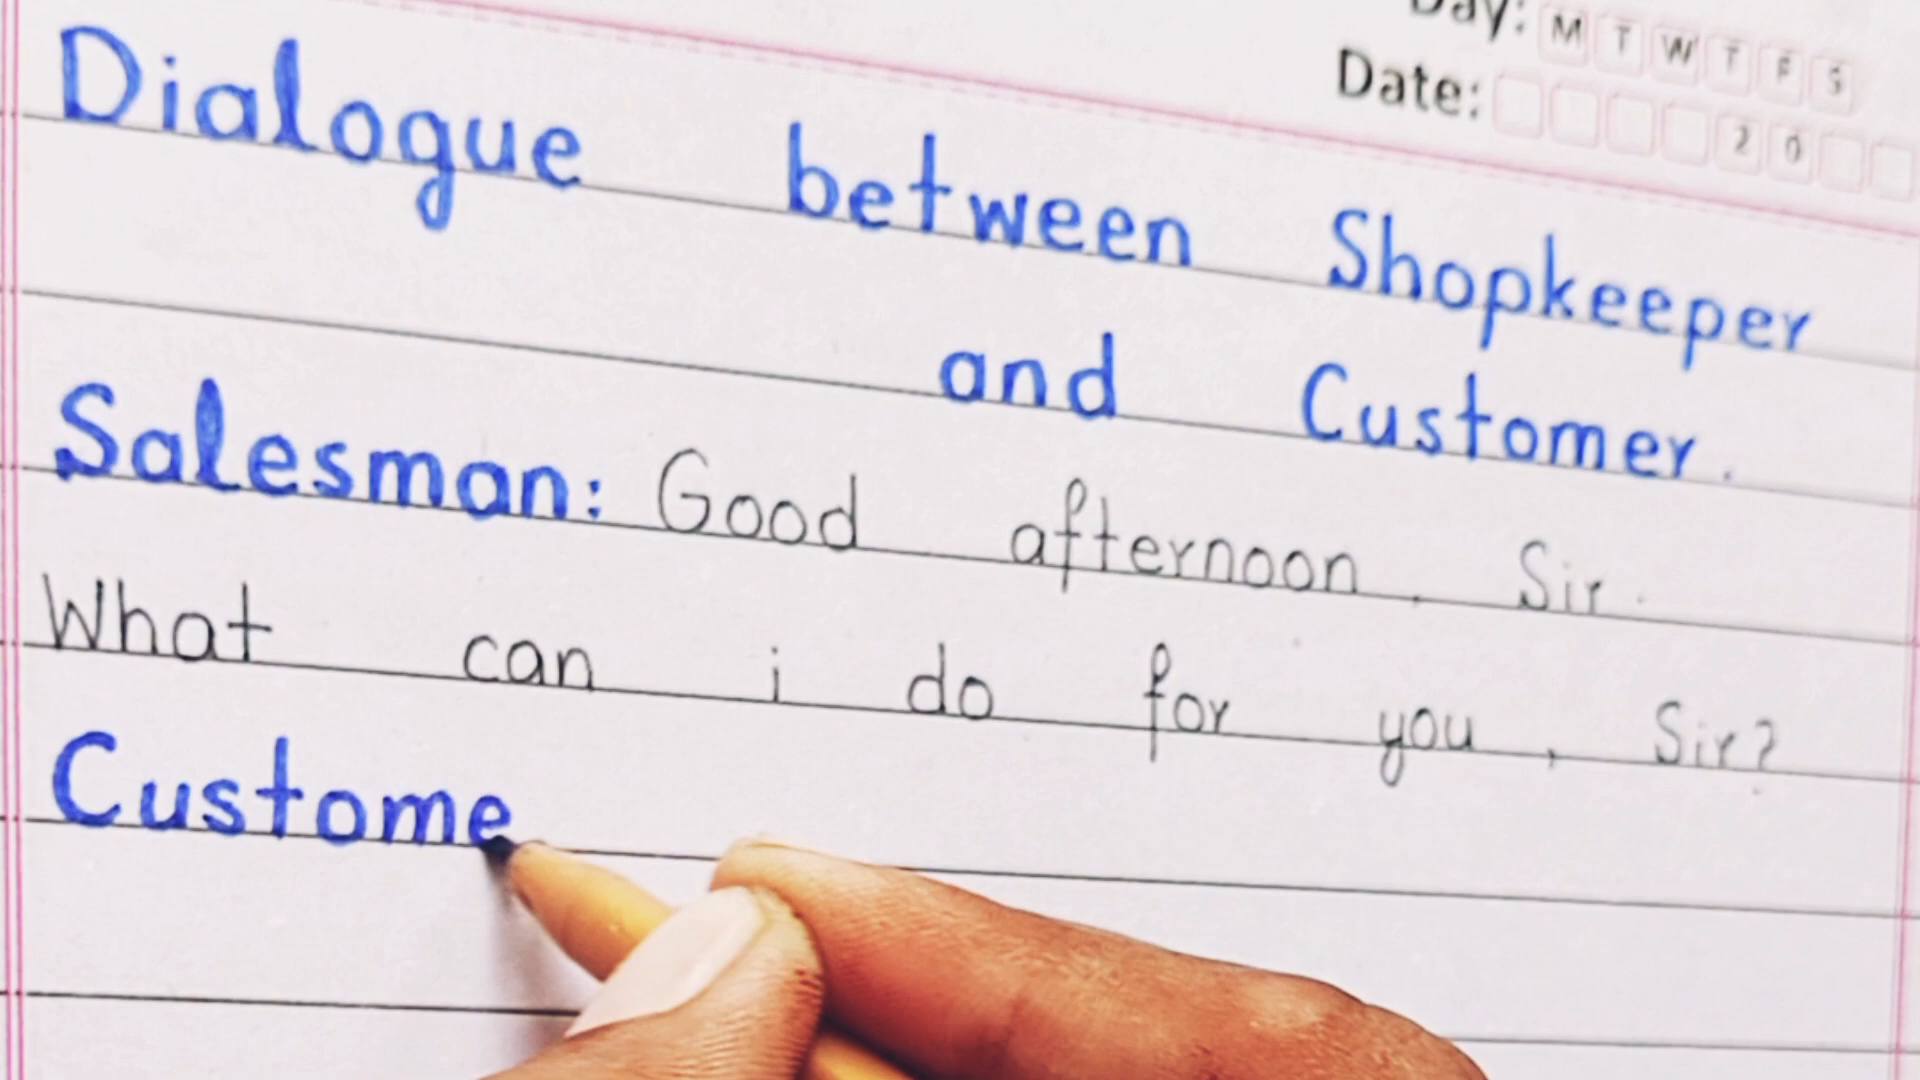 Day: M T W T F S
Date: 2 0
Dialogue between Shopkeeper
and Customer.
Salesman: Good afternoon, Sir.
What can i do for you, Sir?
Custome